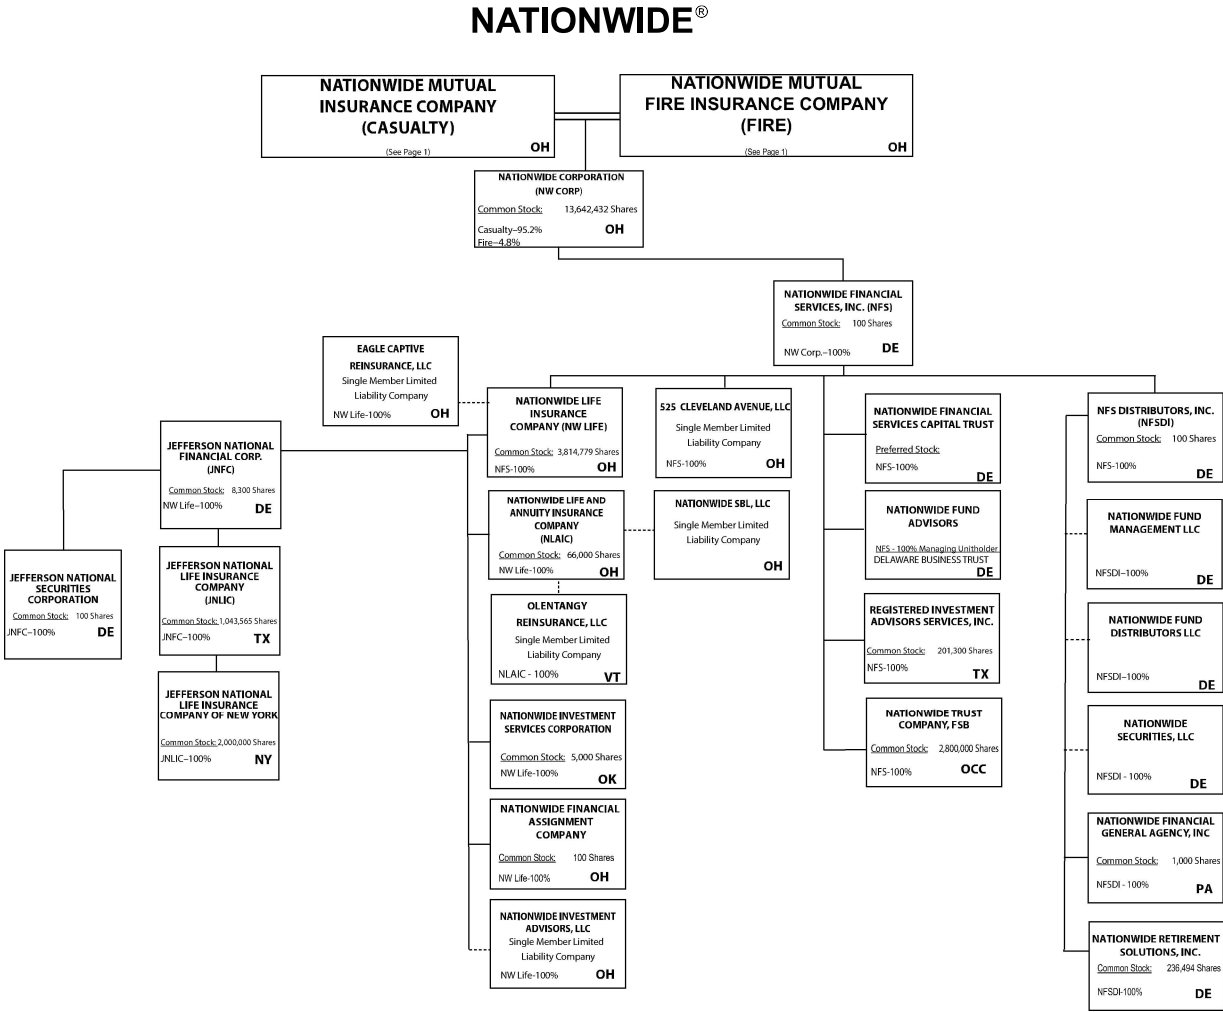 NATIONWIDE®
NATIONWIDE MUTUAL
INSURANCE COMPANY
(CASUALTY)
(See Page 1)
OH
NATIONWIDE MUTUAL
FIRE INSURANCE COMPANY
(FIRE)
(See Page 1)
OH
NATIONWIDE CORPORATION
(NW CORP)
Common Stock: 13,642,432 Shares
Casualty–95.2% OH
Fire–4.8%
NATIONWIDE FINANCIAL
SERVICES, INC. (NFS)
Common Stock: 100 Shares
NW Corp.–100% DE
EAGLE CAPTIVE
REINSURANCE, LLC
Single Member Limited
Liability Company
NW Life-100% OH
NATIONWIDE LIFE
INSURANCE
COMPANY (NW LIFE)
Common Stock: 3,814,779 Shares
NFS-100% OH
525 CLEVELAND AVENUE, LLC
Single Member Limited
Liability Company
NFS-100% OH
NATIONWIDE FINANCIAL
SERVICES CAPITAL TRUST
Preferred Stock:
NFS-100%
DE
NFS DISTRIBUTORS, INC.
(NFSDI)
Common Stock: 100 Shares
NFS-100%
DE
JEFFERSON NATIONAL
FINANCIAL CORP.
(JNFC)
Common Stock: 8,300 Shares
NW Life–100% DE
NATIONWIDE LIFE AND
ANNUITY INSURANCE
COMPANY
(NLAIC)
Common Stock: 66,000 Shares
NW Life-100% OH
NATIONWIDE SBL, LLC
Single Member Limited
Liability Company
OH
NATIONWIDE FUND
ADVISORS
NFS - 100% Managing Unitholder
DELAWARE BUSINESS TRUST
DE
NATIONWIDE FUND
MANAGEMENT LLC
NFSDI–100%
DE
JEFFERSON NATIONAL
SECURITIES
CORPORATION
Common Stock: 100 Shares
JNFC–100% DE
JEFFERSON NATIONAL
LIFE INSURANCE
COMPANY
(JNLIC)
Common Stock: 1,043,565 Shares
JNFC–100% TX
OLENTANGY
REINSURANCE, LLC
Single Member Limited
Liability Company
NLAIC - 100% VT
REGISTERED INVESTMENT
ADVISORS SERVICES, INC.
Common Stock: 201,300 Shares
NFS-100%
TX
NATIONWIDE FUND
DISTRIBUTORS LLC
NFSDI–100%
DE
JEFFERSON NATIONAL
LIFE INSURANCE
COMPANY OF NEW YORK
Common Stock: 2,000,000 Shares
JNLIC–100% NY
NATIONWIDE INVESTMENT
SERVICES CORPORATION
Common Stock: 5,000 Shares
NW Life-100%
OK
NATIONWIDE TRUST
COMPANY, FSB
Common Stock: 2,800,000 Shares
NFS-100% OCC
NATIONWIDE
SECURITIES, LLC
NFSDI - 100%
DE
NATIONWIDE FINANCIAL
ASSIGNMENT
COMPANY
Common Stock: 100 Shares
NW Life-100% OH
NATIONWIDE FINANCIAL
GENERAL AGENCY, INC
Common Stock: 1,000 Shares
NFSDI - 100%
PA
NATIONWIDE INVESTMENT
ADVISORS, LLC
Single Member Limited
Liability Company
NW Life-100% OH
NATIONWIDE RETIREMENT
SOLUTIONS, INC.
Common Stock: 236,494 Shares
NFSDI-100% DE